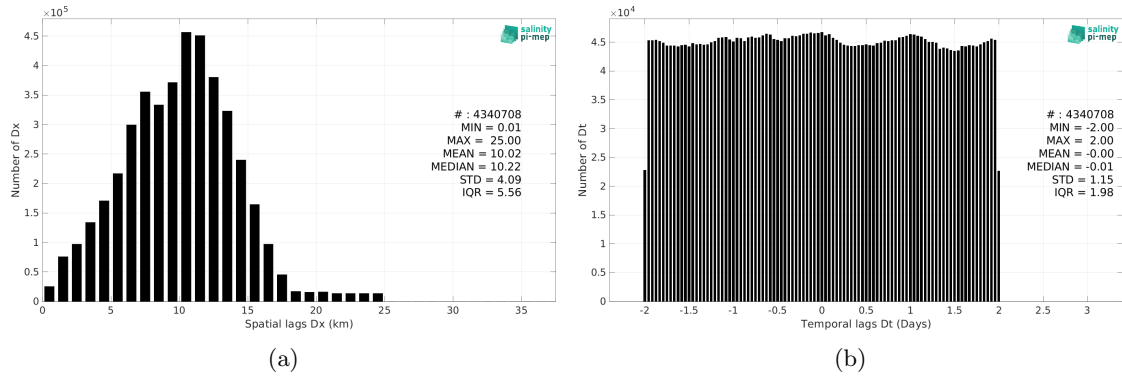 ×10⁵
4.5
4
3.5
3
2.5
2
1.5
1
0.5
0
Number of Dx
0 5 10 15 20 25 30 35
Spatial lags Dx (km)
salinity
pi-mep
# : 4340708
MIN = 0.01
MAX = 25.00
MEAN = 10.02
MEDIAN = 10.22
STD = 4.09
IQR = 5.56
(a)
×10⁴
4.5
4
3.5
3
2.5
2
1.5
1
0.5
0
Number of Dt
-2 -1.5 -1 -0.5 0 0.5 1 1.5 2 2.5 3
Temporal lags Dt (Days)
salinity
pi-mep
# : 4340708
MIN = -2.00
MAX = 2.00
MEAN = -0.00
MEDIAN = -0.01
STD = 1.15
IQR = 1.98
(b)